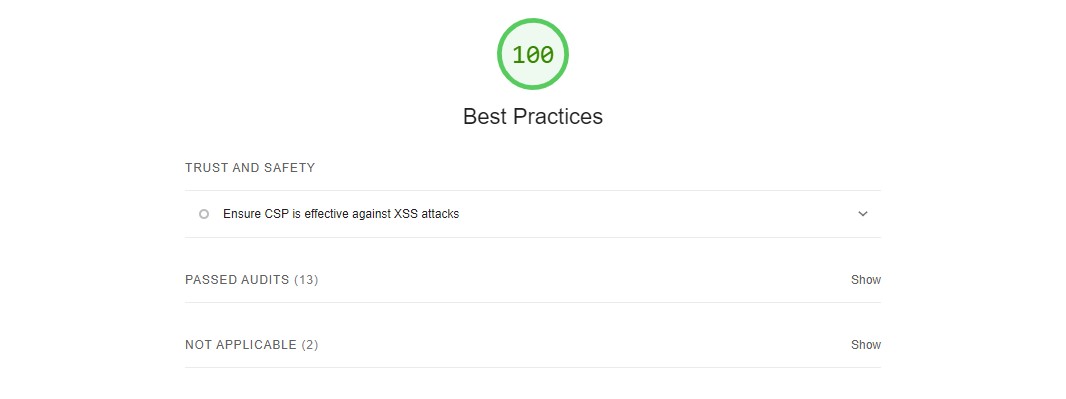 100
Best Practices
TRUST AND SAFETY
Ensure CSP is effective against XSS attacks
PASSED AUDITS (13) Show
NOT APPLICABLE (2) Show